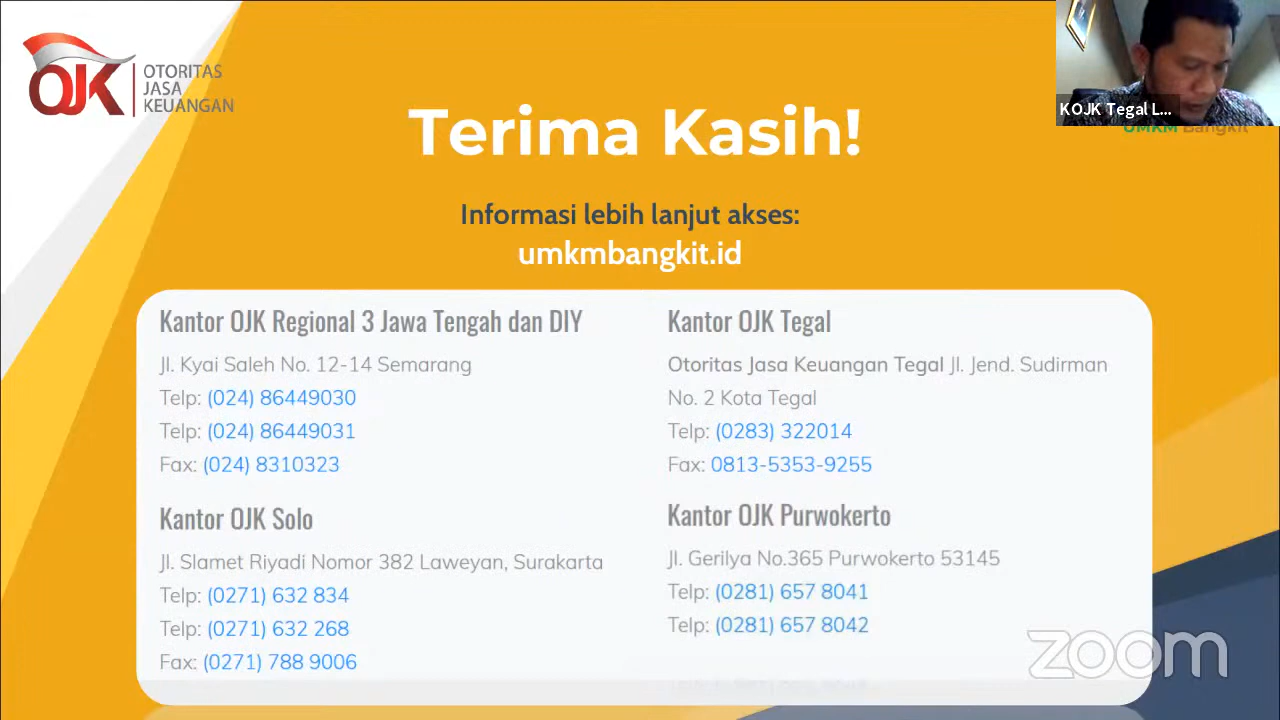 OJK
OTORITAS
JASA
KEUANGAN
KOJK Tegal L...
UMKM Bangkit
Terima Kasih!
Informasi lebih lanjut akses:
umkmbangkit.id
Kantor OJK Regional 3 Jawa Tengah dan DIY
Jl. Kyai Saleh No. 12-14 Semarang
Telp: (024) 86449030
Telp: (024) 86449031
Fax: (024) 8310323
Kantor OJK Tegal
Otoritas Jasa Keuangan Tegal Jl. Jend. Sudirman
No. 2 Kota Tegal
Telp: (0283) 322014
Fax: 0813-5353-9255
Kantor OJK Solo
Jl. Slamet Riyadi Nomor 382 Laweyan, Surakarta
Telp: (0271) 632 834
Telp: (0271) 632 268
Fax: (0271) 788 9006
Kantor OJK Purwokerto
Jl. Gerilya No.365 Purwokerto 53145
Telp: (0281) 657 8041
Telp: (0281) 657 8042
zoom